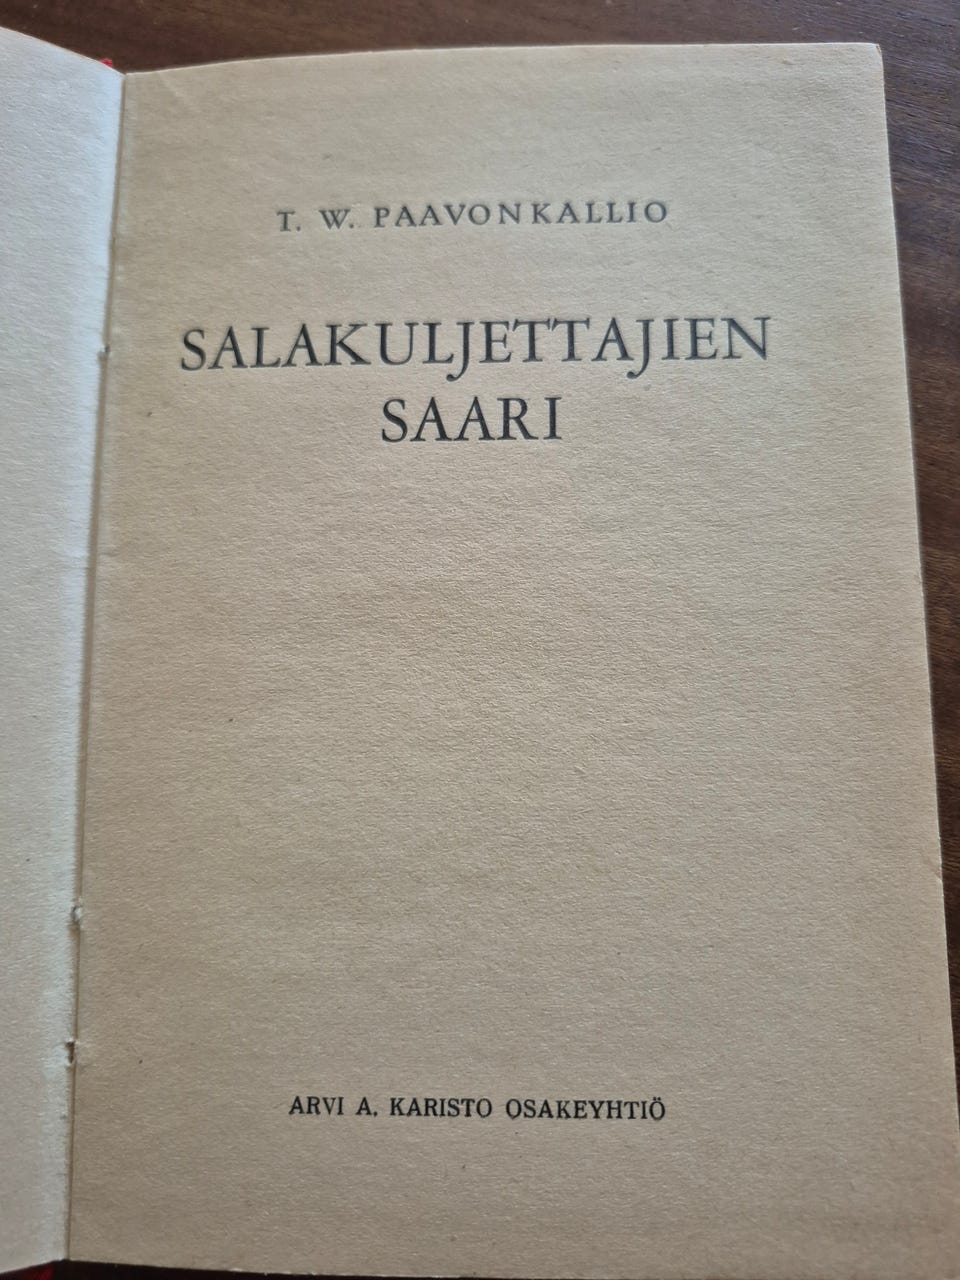 T. W. PAAVONKALLIO
SALAKULJETTAJIEN
SAARI
ARVI A. KARISTO OSAKEYHTIÖ